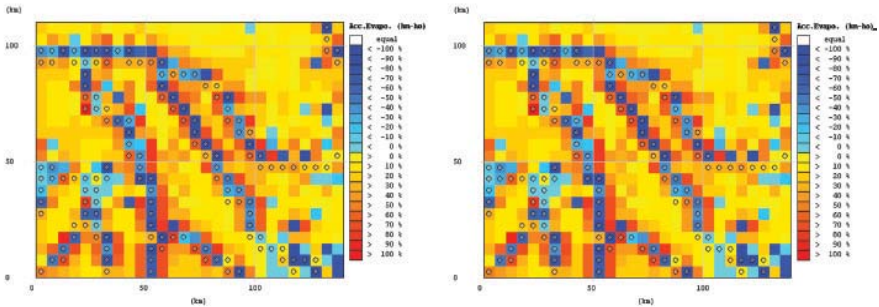 (km)
100
50
0
50
100
(km)
Acc.Evapo. (hm-ho)
equal
< -100 %
< -90 %
< -80 %
< -70 %
< -60 %
< -50 %
< -40 %
< -30 %
< -20 %
< -10 %
< 0 %
> 0 %
> 10 %
> 20 %
> 30 %
> 40 %
> 50 %
> 60 %
> 70 %
> 80 %
> 90 %
> 100 %
(km)
100
50
0
50
100
(km)
Acc.Evapo. (hm-ho)
equal
< -100 %
< -90 %
< -80 %
< -70 %
< -60 %
< -50 %
< -40 %
< -30 %
< -20 %
< -10 %
< 0 %
> 0 %
> 10 %
> 20 %
> 30 %
> 40 %
> 50 %
> 60 %
> 70 %
> 80 %
> 90 %
> 100 %